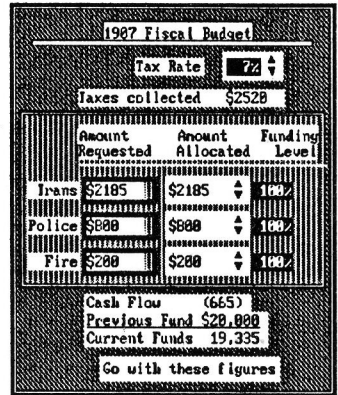 1907 Fiscal Budget
Tax Rate 7%
Taxes collected $2520
Amount Requested Amount Allocated Funding Level
Trans $2185 $2185 100%
Police $800 $800 100%
Fire $200 $200 100%
Cash Flow (665)
Previous Fund $20,000
Current Funds 19,335
Go with these figures